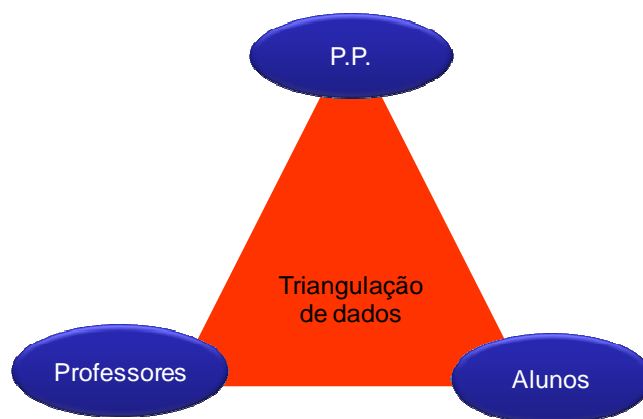 P.P.
Triangulação
de dados
Professores
Alunos